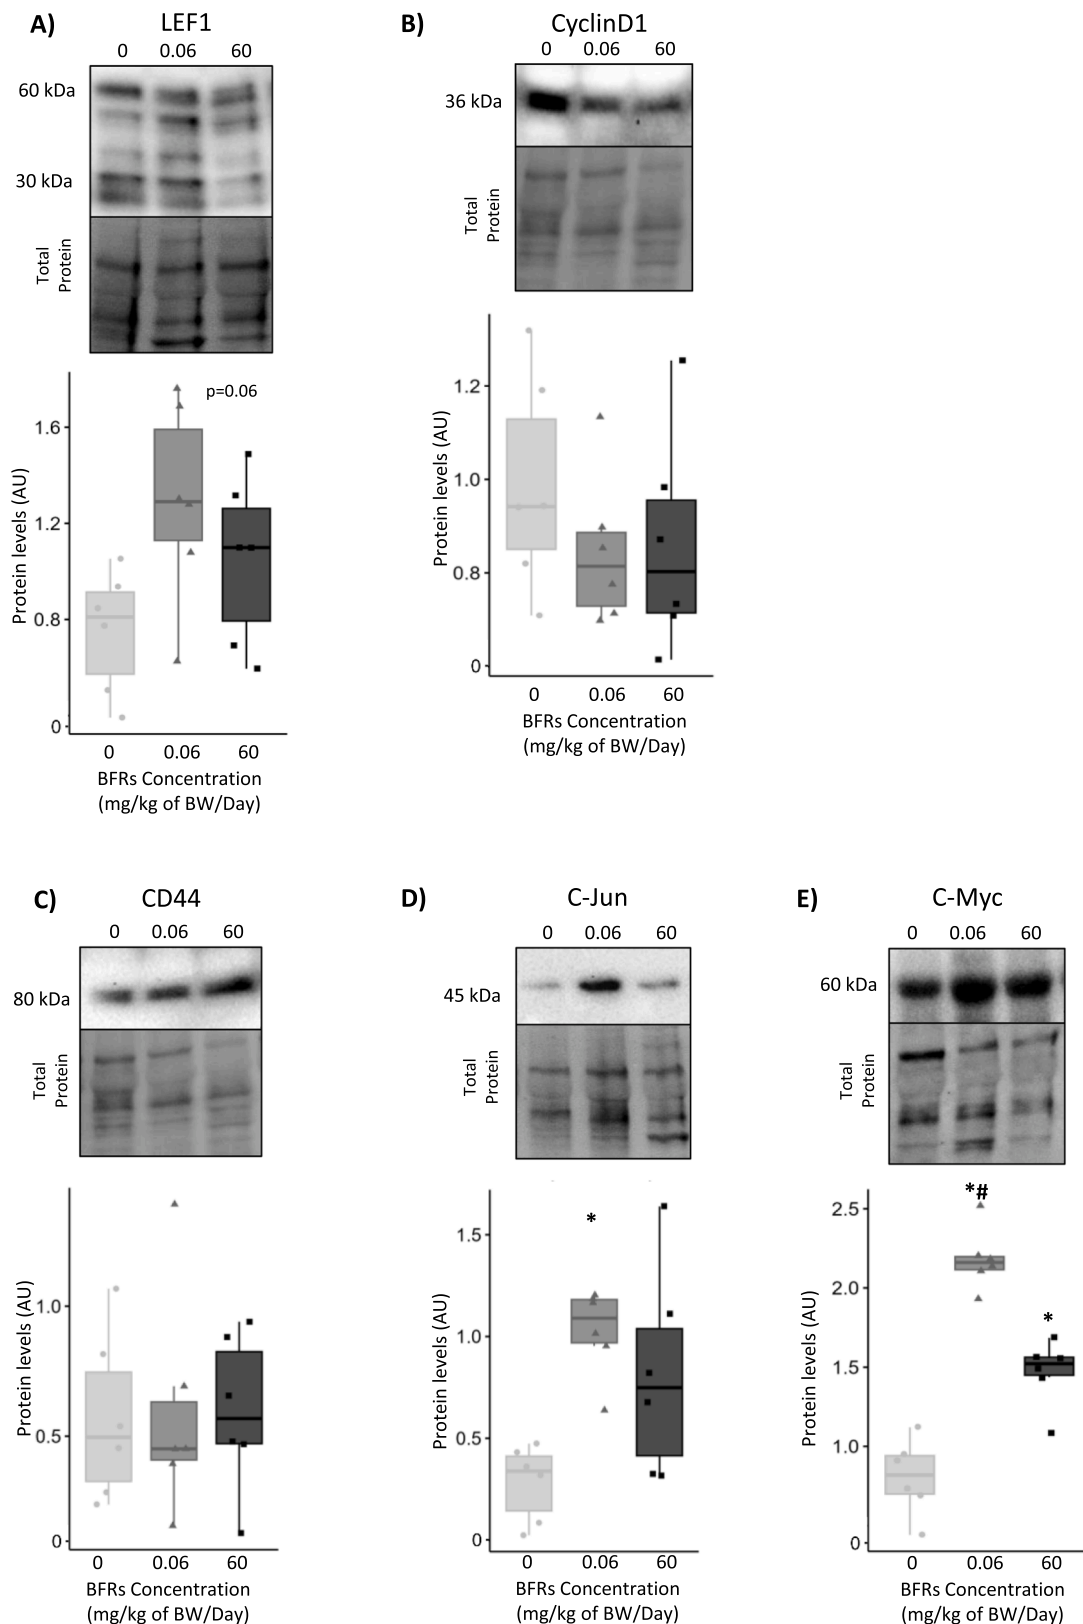 A)
LEF1
0 0.06 60
60 kDa
30 kDa
Total
Protein
p=0.06
Protein levels (AU)
1.6
1.2
0.8
0
0 0.06 60
BFRs Concentration
(mg/kg of BW/Day)
B)
CyclinD1
0 0.06 60
36 kDa
Total
Protein
Protein levels (AU)
1.2
1.0
0.8
0
0 0.06 60
BFRs Concentration
(mg/kg of BW/Day)
C)
CD44
0 0.06 60
80 kDa
Total
Protein
Protein levels (AU)
1.0
0.5
0
0 0.06 60
BFRs Concentration
(mg/kg of BW/Day)
D)
C-Jun
0 0.06 60
45 kDa
Total
Protein
*
Protein levels (AU)
1.5
1.0
0.5
0
0 0.06 60
BFRs Concentration
(mg/kg of BW/Day)
E)
C-Myc
0 0.06 60
60 kDa
Total
Protein
*#
*
Protein levels (AU)
2.5
2.0
1.5
1.0
0
0 0.06 60
BFRs Concentration
(mg/kg of BW/Day)